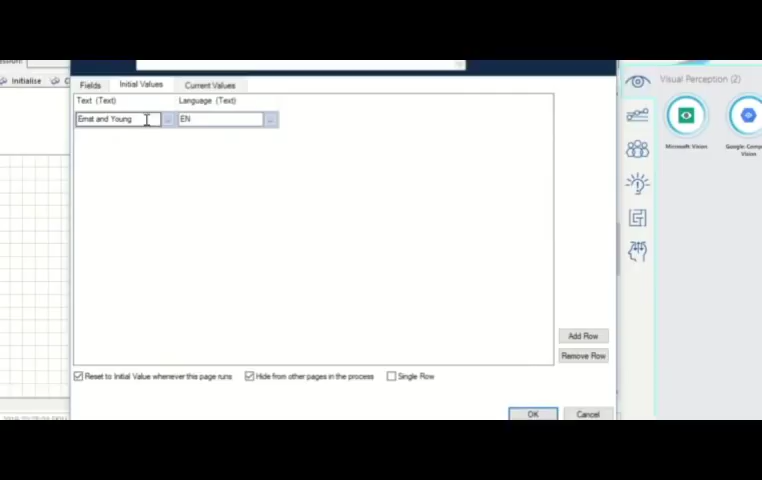 Initialise
Fields
Initial Values
Current Values
Visual Perception (2)
Text (Text)
Language (Text)
Ernst and Young
EN
Microsoft Vision
Vision
Add Row
Remove Row
Reset to Initial Value whenever this page runs
Hide from other pages in the process
Single Row
OK
Cancel